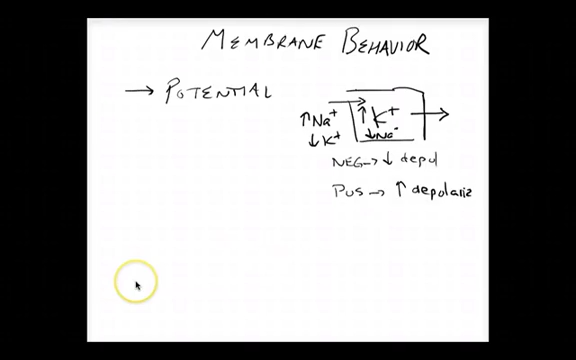 MEMBRANE BEHAVIOR
→ POTENTIAL
↑Na⁺ ↑K⁺
↓K⁺ ↓Na⁻
NEG → ↓ depol
POS → ↑ depolariz